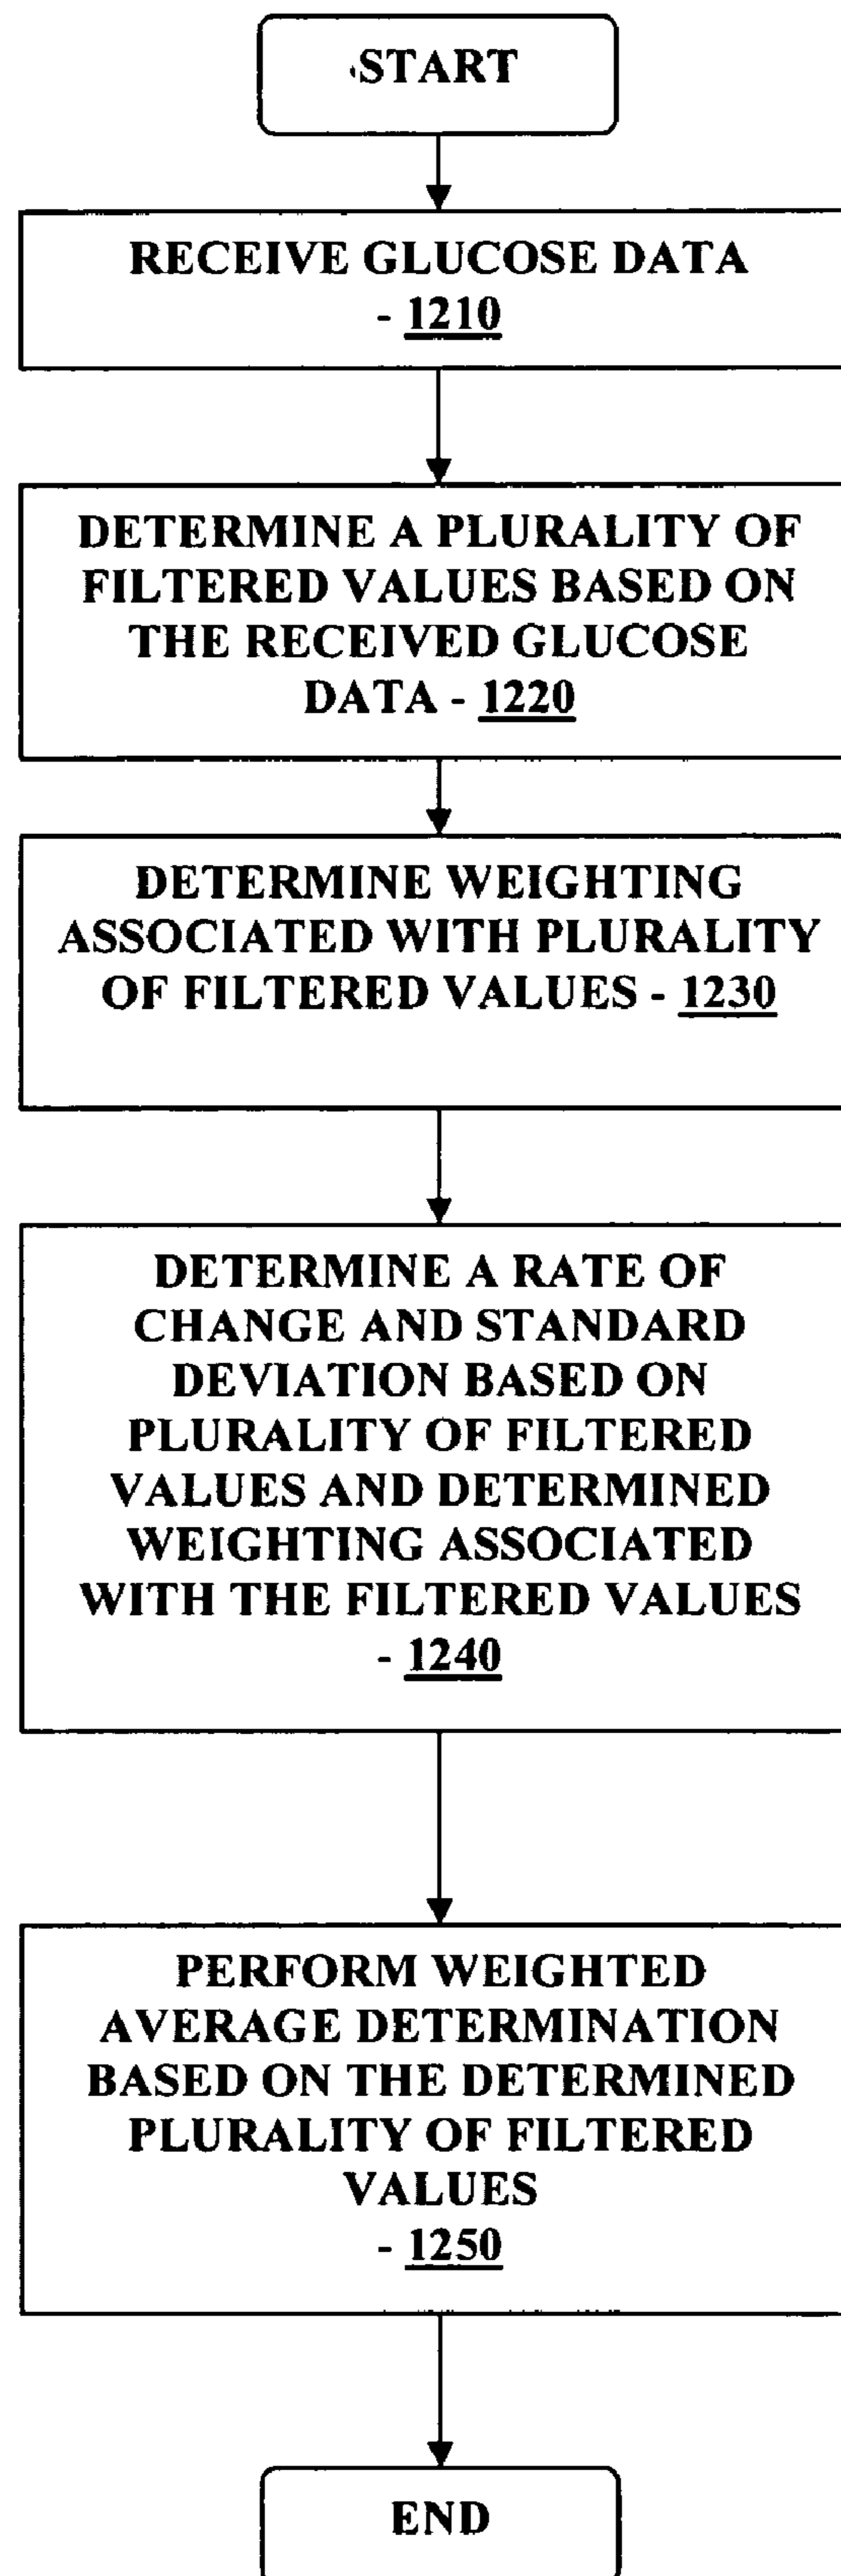 START
RECEIVE GLUCOSE DATA
- 1210
DETERMINE A PLURALITY OF
FILTERED VALUES BASED ON
THE RECEIVED GLUCOSE
DATA - 1220
DETERMINE WEIGHTING
ASSOCIATED WITH PLURALITY
OF FILTERED VALUES - 1230
DETERMINE A RATE OF
CHANGE AND STANDARD
DEVIATION BASED ON
PLURALITY OF FILTERED
VALUES AND DETERMINED
WEIGHTING ASSOCIATED
WITH THE FILTERED VALUES
- 1240
PERFORM WEIGHTED
AVERAGE DETERMINATION
BASED ON THE DETERMINED
PLURALITY OF FILTERED
VALUES
- 1250
END